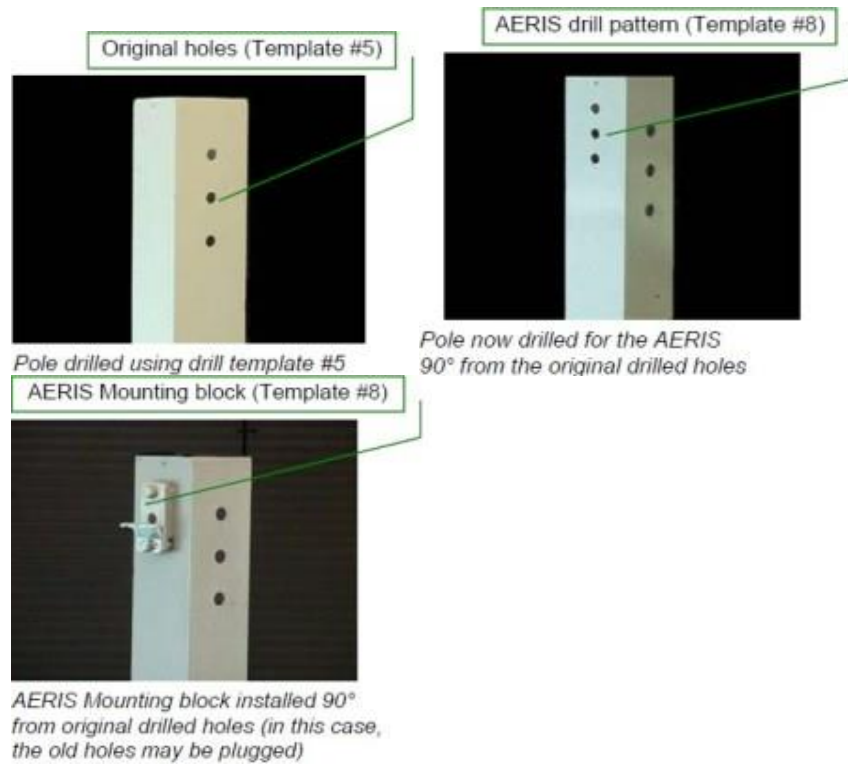 Original holes (Template #5)
AERIS drill pattern (Template #8)
Pole drilled using drill template #5
Pole now drilled for the AERIS
90° from the original drilled holes
AERIS Mounting block (Template #8)
AERIS Mounting block installed 90°
from original drilled holes (in this case,
the old holes may be plugged)